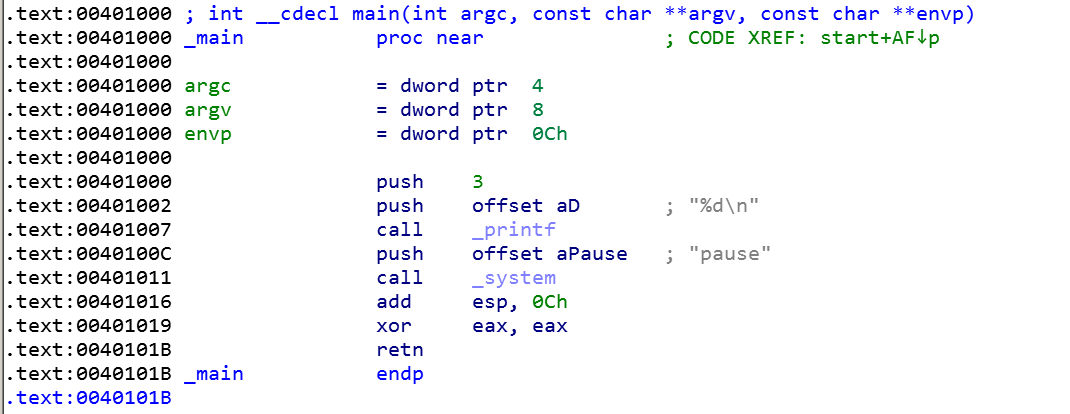 .text:00401000 ; int __cdecl main(int argc, const char **argv, const char **envp)
.text:00401000 _main           proc near               ; CODE XREF: start+AF↓p
.text:00401000
.text:00401000 argc            = dword ptr  4
.text:00401000 argv            = dword ptr  8
.text:00401000 envp            = dword ptr  0Ch
.text:00401000
.text:00401000                 push    3
.text:00401002                 push    offset aD       ; "%d\n"
.text:00401007                 call    _printf
.text:0040100C                 push    offset aPause   ; "pause"
.text:00401011                 call    _system
.text:00401016                 add     esp, 0Ch
.text:00401019                 xor     eax, eax
.text:0040101B                 retn
.text:0040101B _main           endp
.text:0040101B